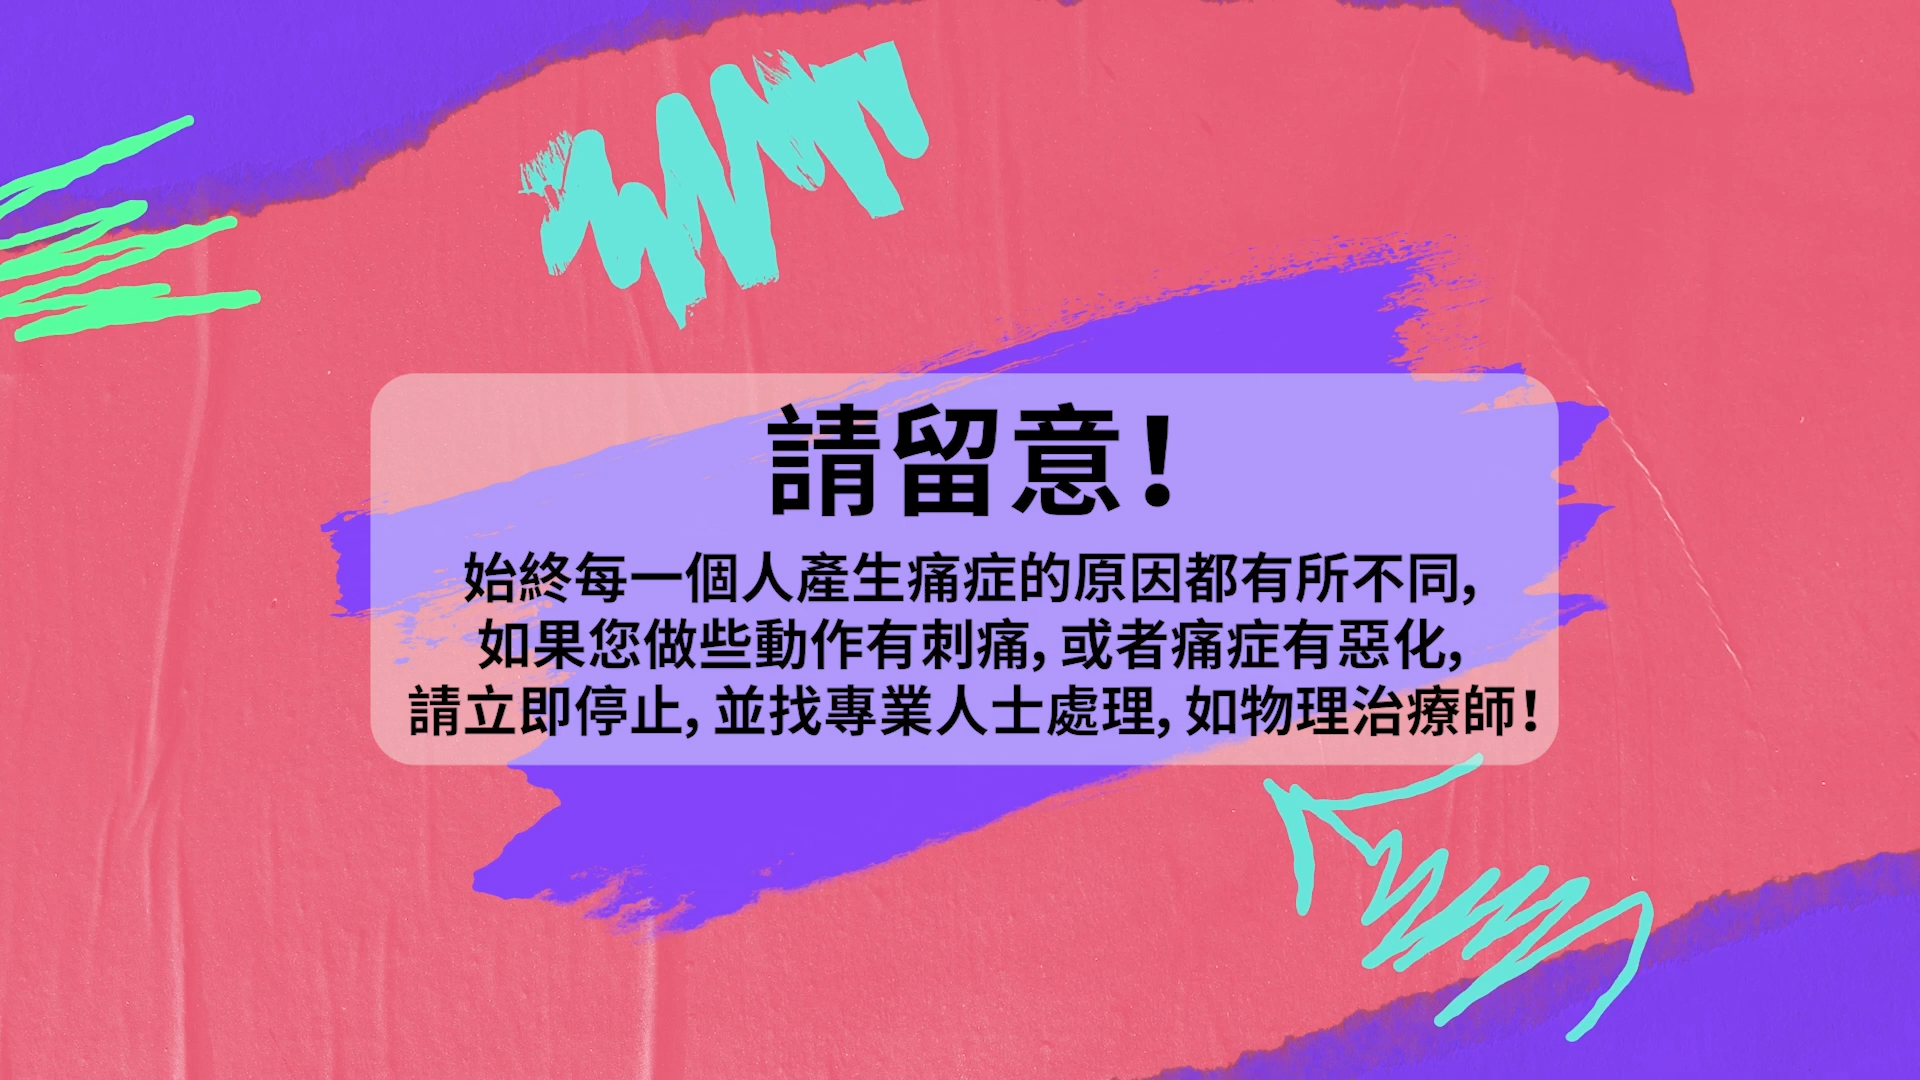 請留意！
始終每一個人產生痛症的原因都有所不同，
如果您做些動作有刺痛，或者痛症有惡化，
請立即停止，並找專業人士處理，如物理治療師！